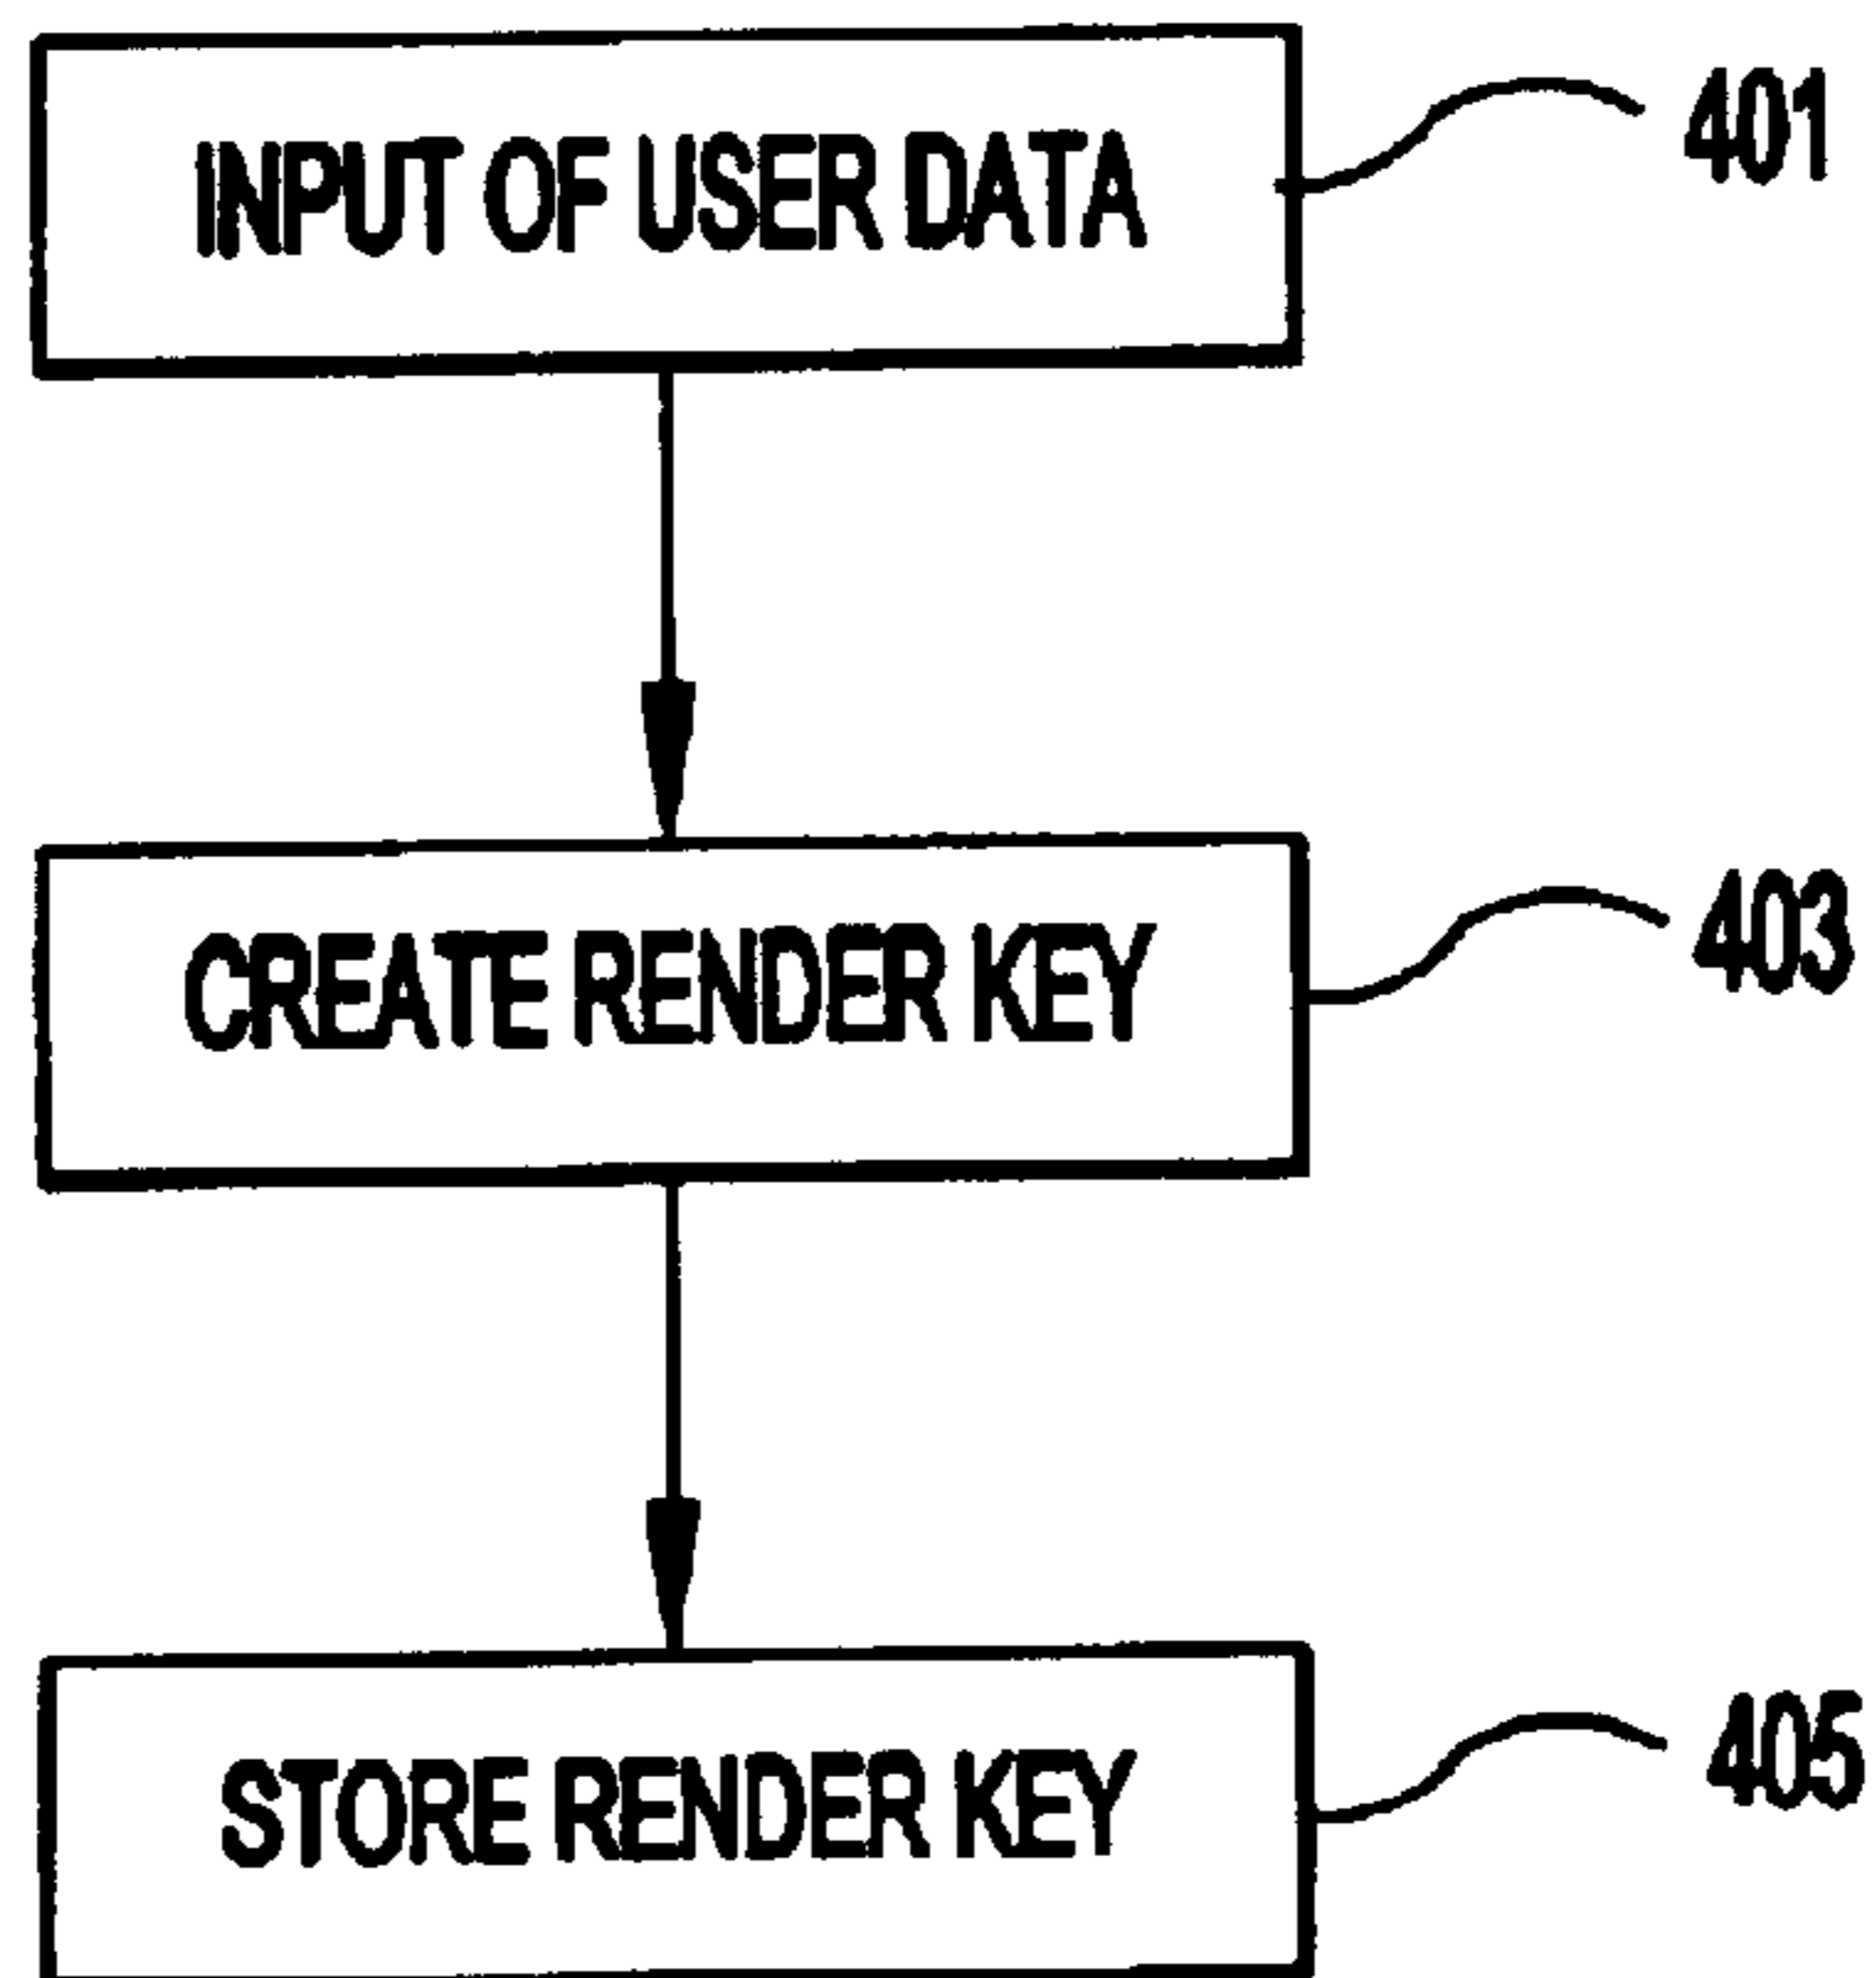 INPUT OF USER DATA
401
CREATE RENDER KEY
403
STORE RENDER KEY
405